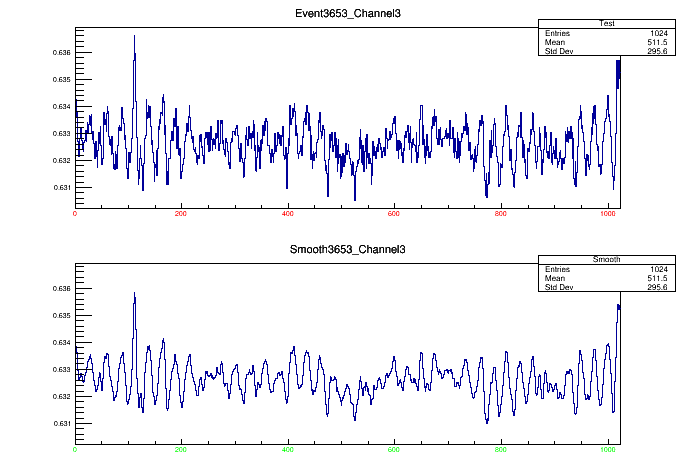 Event3653_Channel3
Test
Entries 1024
Mean 511.5
Std Dev 295.6
0.636
0.635
0.634
0.633
0.632
0.631
0 200 400 600 800 1000
Smooth3653_Channel3
Smooth
Entries 1024
Mean 511.5
Std Dev 295.6
0.636
0.635
0.634
0.633
0.632
0.631
0 200 400 600 800 1000